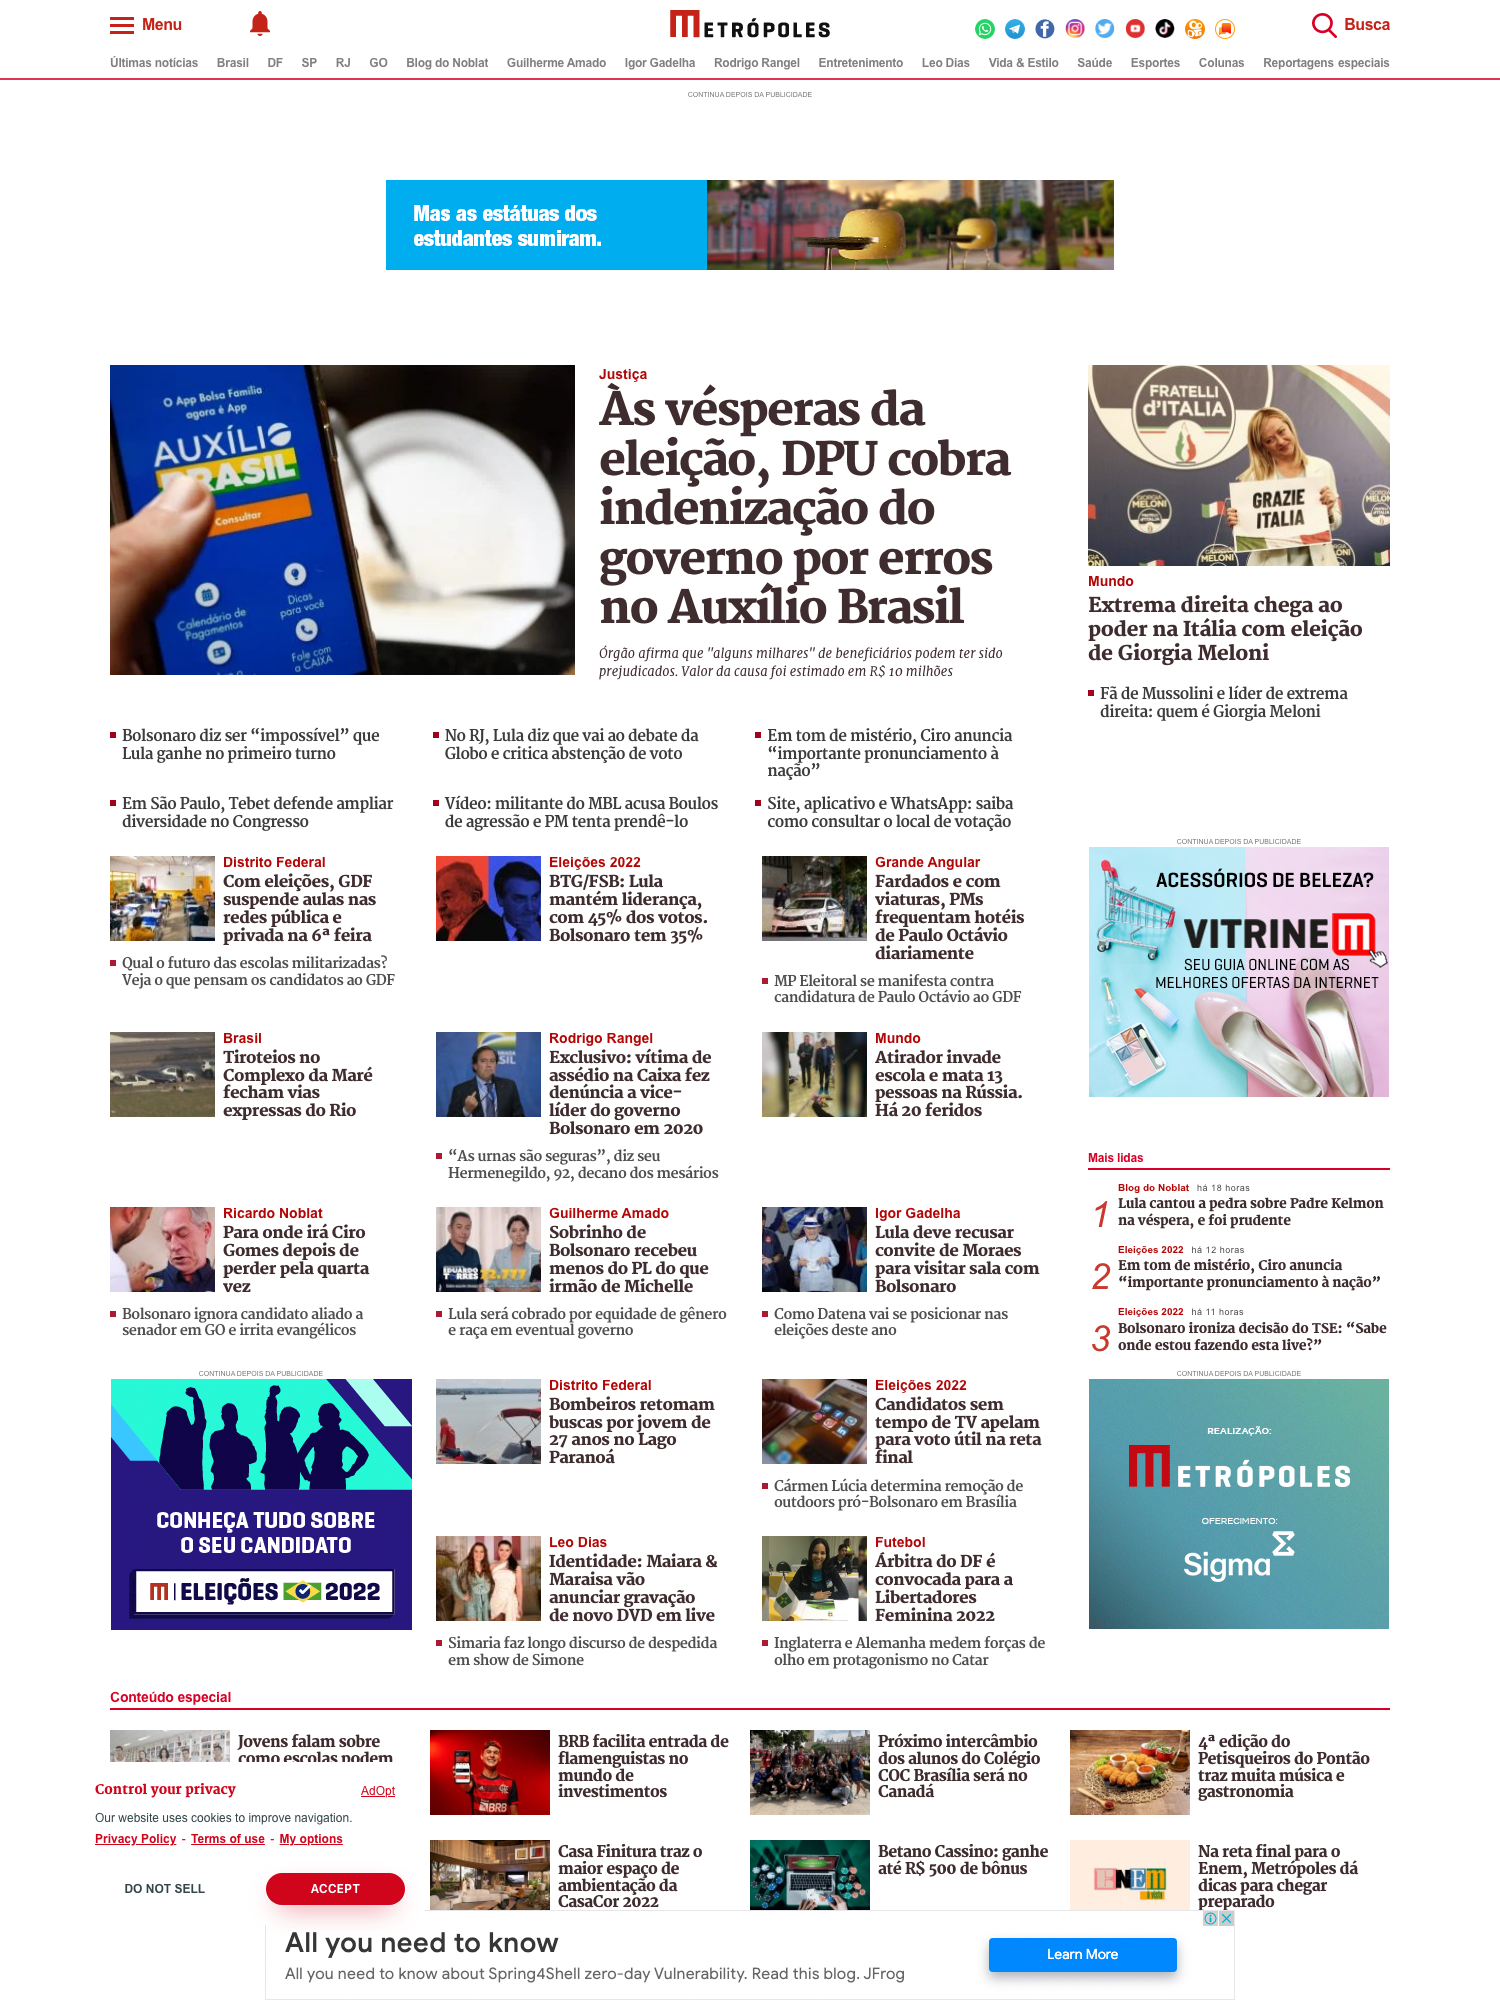 Menu
METRÓPOLES
Busca
Últimas notícias Brasil DF SP RJ GO Blog do Noblat Guilherme Amado Igor Gadelha Rodrigo Rangel Entretenimento Leo Dias Vida & Estilo Saúde Esportes Colunas Reportagens especiais
CONTINUA DEPOIS DA PUBLICIDADE
Mas as estátuas dos
estudantes sumiram.
O App Bolsa Família
agora é App
AUXÍLIO
BRASIL
Consultar
Calendário de
Pagamentos
Dicas
para você
Fale com
a CAIXA
Justiça
Às vésperas da
eleição, DPU cobra
indenização do
governo por erros
no Auxílio Brasil
Órgão afirma que "alguns milhares" de beneficiários podem ter sido
prejudicados. Valor da causa foi estimado em R$ 10 milhões
FRATELLI
d'ITALIA
GIORGIA
MELONI
GRAZIE
ITALIA
Mundo
Extrema direita chega ao
poder na Itália com eleição
de Giorgia Meloni
Fã de Mussolini e líder de extrema
direita: quem é Giorgia Meloni
Bolsonaro diz ser “impossível” que
Lula ganhe no primeiro turno
No RJ, Lula diz que vai ao debate da
Globo e critica abstenção de voto
Em tom de mistério, Ciro anuncia
“importante pronunciamento à
nação”
Em São Paulo, Tebet defende ampliar
diversidade no Congresso
Vídeo: militante do MBL acusa Boulos
de agressão e PM tenta prendê-lo
Site, aplicativo e WhatsApp: saiba
como consultar o local de votação
Distrito Federal
Com eleições, GDF
suspende aulas nas
redes pública e
privada na 6ª feira
Qual o futuro das escolas militarizadas?
Veja o que pensam os candidatos ao GDF
Eleições 2022
BTG/FSB: Lula
mantém liderança,
com 45% dos votos.
Bolsonaro tem 35%
Grande Angular
Fardados e com
viaturas, PMs
frequentam hotéis
de Paulo Octávio
diariamente
MP Eleitoral se manifesta contra
candidatura de Paulo Octávio ao GDF
CONTINUA DEPOIS DA PUBLICIDADE
ACESSÓRIOS DE BELEZA?
VITRINE M
SEU GUIA ONLINE COM AS
MELHORES OFERTAS DA INTERNET
Brasil
Tiroteios no
Complexo da Maré
fecham vias
expressas do Rio
Rodrigo Rangel
Exclusivo: vítima de
assédio na Caixa fez
denúncia a vice-
líder do governo
Bolsonaro em 2020
“As urnas são seguras”, diz seu
Hermenegildo, 92, decano dos mesários
Mundo
Atirador invade
escola e mata 13
pessoas na Rússia.
Há 20 feridos
Mais lidas
Blog do Noblat há 18 horas
1 Lula cantou a pedra sobre Padre Kelmon
na véspera, e foi prudente
Eleições 2022 há 12 horas
2 Em tom de mistério, Ciro anuncia
“importante pronunciamento à nação”
Eleições 2022 há 11 horas
3 Bolsonaro ironiza decisão do TSE: “Sabe
onde estou fazendo esta live?”
Ricardo Noblat
Para onde irá Ciro
Gomes depois de
perder pela quarta
vez
Bolsonaro ignora candidato aliado a
senador em GO e irrita evangélicos
EDUARDO
TORRES 22.777
Guilherme Amado
Sobrinho de
Bolsonaro recebeu
menos do PL do que
irmão de Michelle
Lula será cobrado por equidade de gênero
e raça em eventual governo
Igor Gadelha
Lula deve recusar
convite de Moraes
para visitar sala com
Bolsonaro
Como Datena vai se posicionar nas
eleições deste ano
CONTINUA DEPOIS DA PUBLICIDADE
CONHEÇA TUDO SOBRE
O SEU CANDIDATO
M ELEIÇÕES 2022
Distrito Federal
Bombeiros retomam
buscas por jovem de
27 anos no Lago
Paranoá
Eleições 2022
Candidatos sem
tempo de TV apelam
para voto útil na reta
final
Cármen Lúcia determina remoção de
outdoors pró-Bolsonaro em Brasília
CONTINUA DEPOIS DA PUBLICIDADE
REALIZAÇÃO:
METRÓPOLES
OFERECIMENTO:
Sigma
Leo Dias
Identidade: Maiara &
Maraisa vão
anunciar gravação
de novo DVD em live
Simaria faz longo discurso de despedida
em show de Simone
Futebol
Árbitra do DF é
convocada para a
Libertadores
Feminina 2022
Inglaterra e Alemanha medem forças de
olho em protagonismo no Catar
Conteúdo especial
Jovens falam sobre
como escolas podem
BRB
BRB facilita entrada de
flamenguistas no
mundo de
investimentos
Próximo intercâmbio
dos alunos do Colégio
COC Brasília será no
Canadá
4ª edição do
Petisqueiros do Pontão
traz muita música e
gastronomia
Control your privacy
AdOpt
Our website uses cookies to improve navigation.
Privacy Policy - Terms of use - My options
DO NOT SELL
ACCEPT
Casa Finitura traz o
maior espaço de
ambientação da
CasaCor 2022
Betano Cassino: ganhe
até R$ 500 de bônus
ENEM
Na reta final para o
Enem, Metrópoles dá
dicas para chegar
preparado
All you need to know
All you need to know about Spring4Shell zero-day Vulnerability. Read this blog. JFrog
Learn More